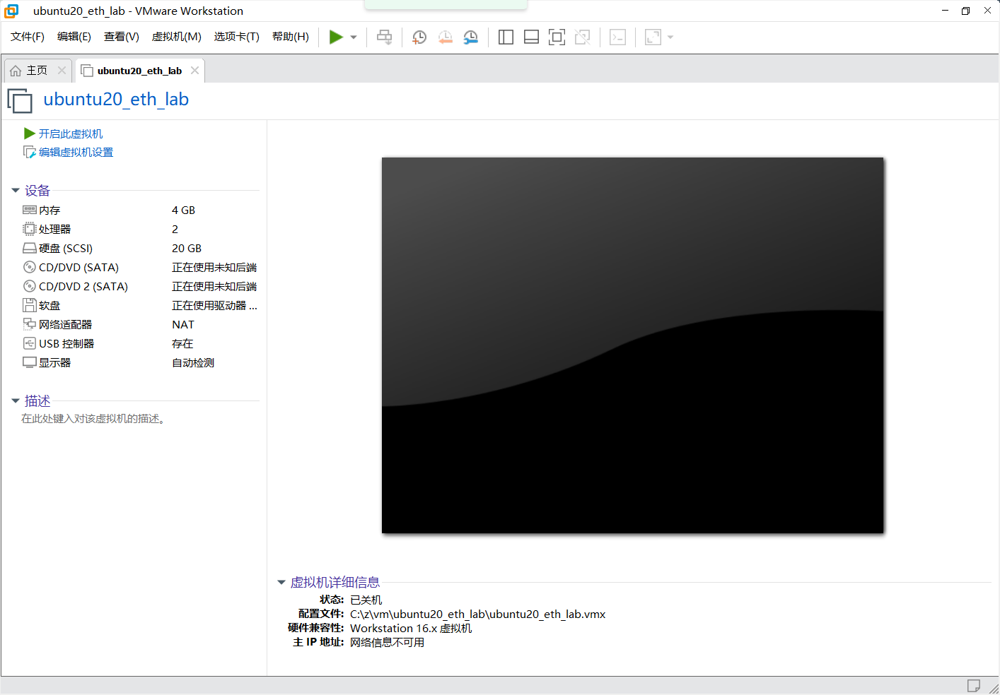 ubuntu20_eth_lab - VMware Workstation
文件(F) 编辑(E) 查看(V) 虚拟机(M) 选项卡(T) 帮助(H)
主页 ubuntu20_eth_lab
ubuntu20_eth_lab
开启此虚拟机
编辑虚拟机设置
设备
内存 4 GB
处理器 2
硬盘 (SCSI) 20 GB
CD/DVD (SATA) 正在使用未知后端
CD/DVD 2 (SATA) 正在使用未知后端
软盘 正在使用驱动器 ...
网络适配器 NAT
USB 控制器 存在
显示器 自动检测
描述
在此处键入对该虚拟机的描述。
虚拟机详细信息
状态: 已关机
配置文件: C:\z\vm\ubuntu20_eth_lab\ubuntu20_eth_lab.vmx
硬件兼容性: Workstation 16.x 虚拟机
主 IP 地址: 网络信息不可用